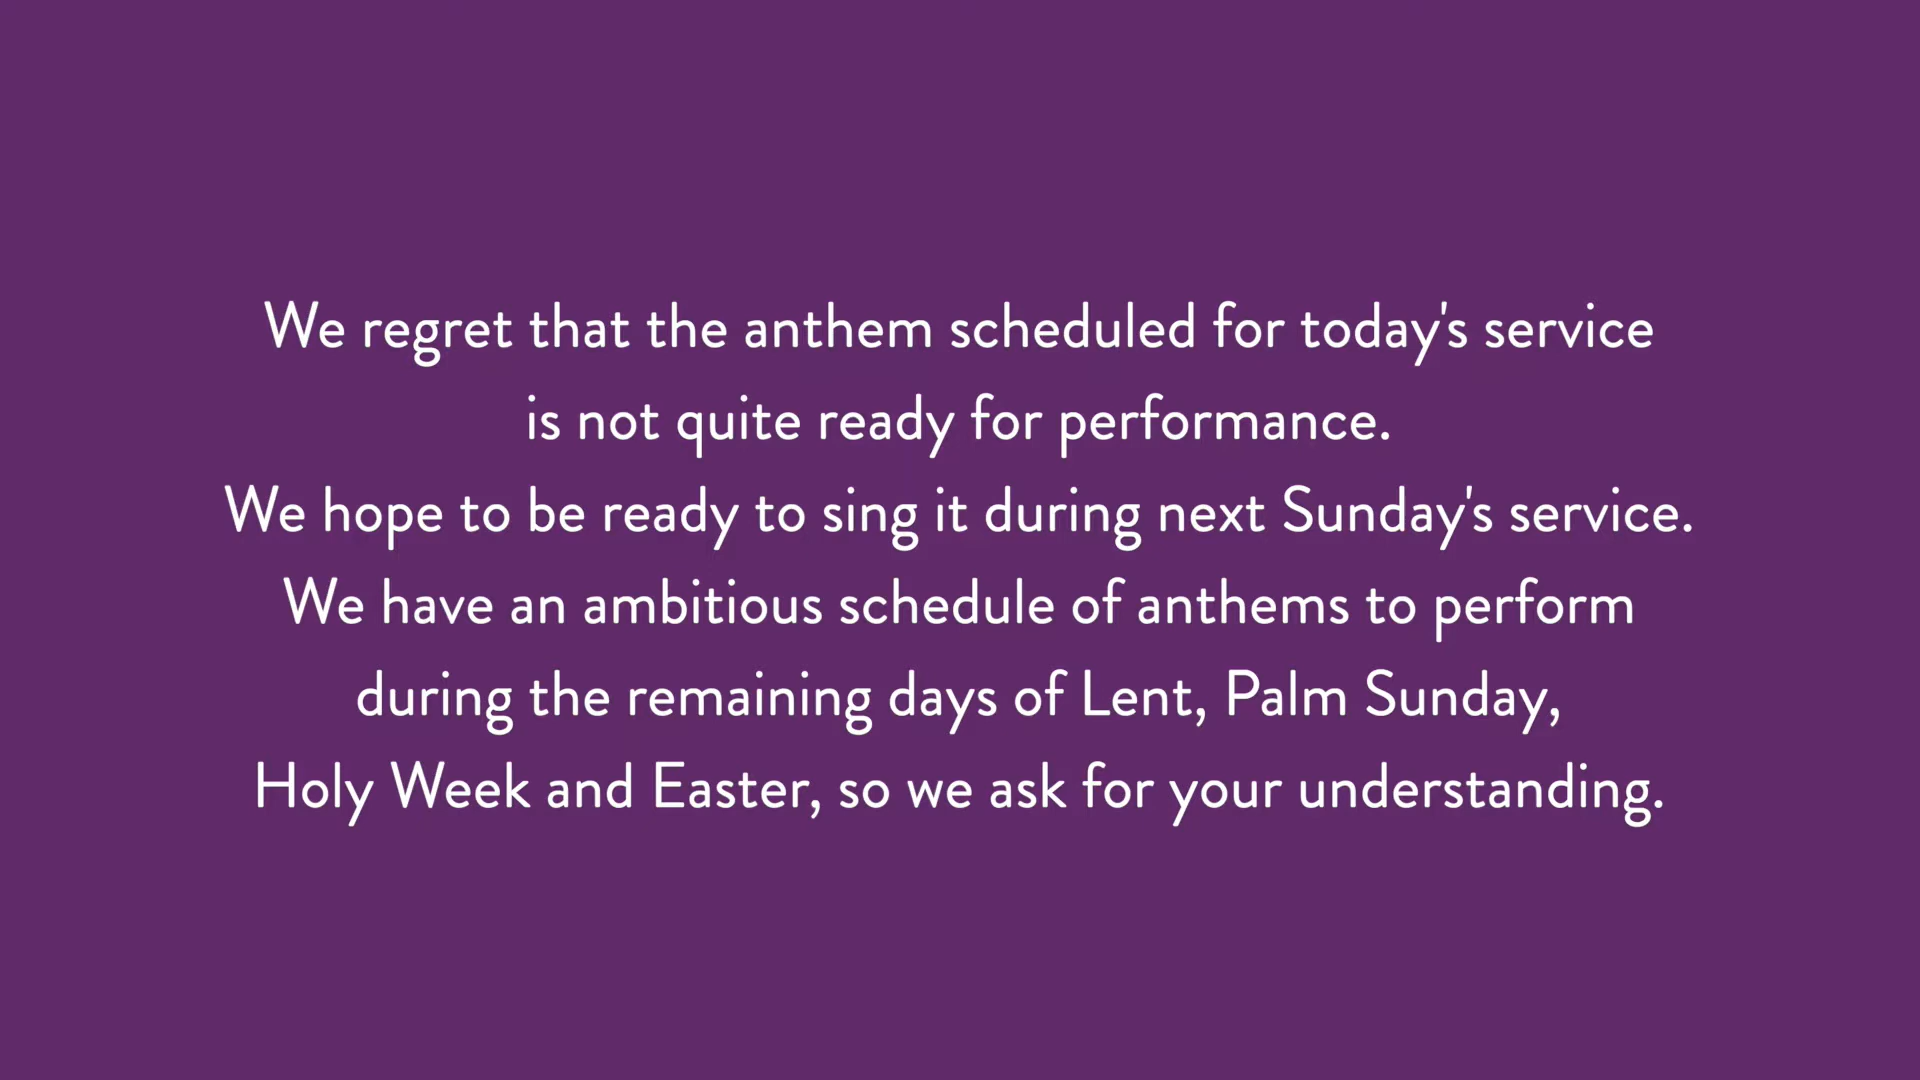 We regret that the anthem scheduled for today's service
is not quite ready for performance.
We hope to be ready to sing it during next Sunday's service.
We have an ambitious schedule of anthems to perform
during the remaining days of Lent, Palm Sunday,
Holy Week and Easter, so we ask for your understanding.